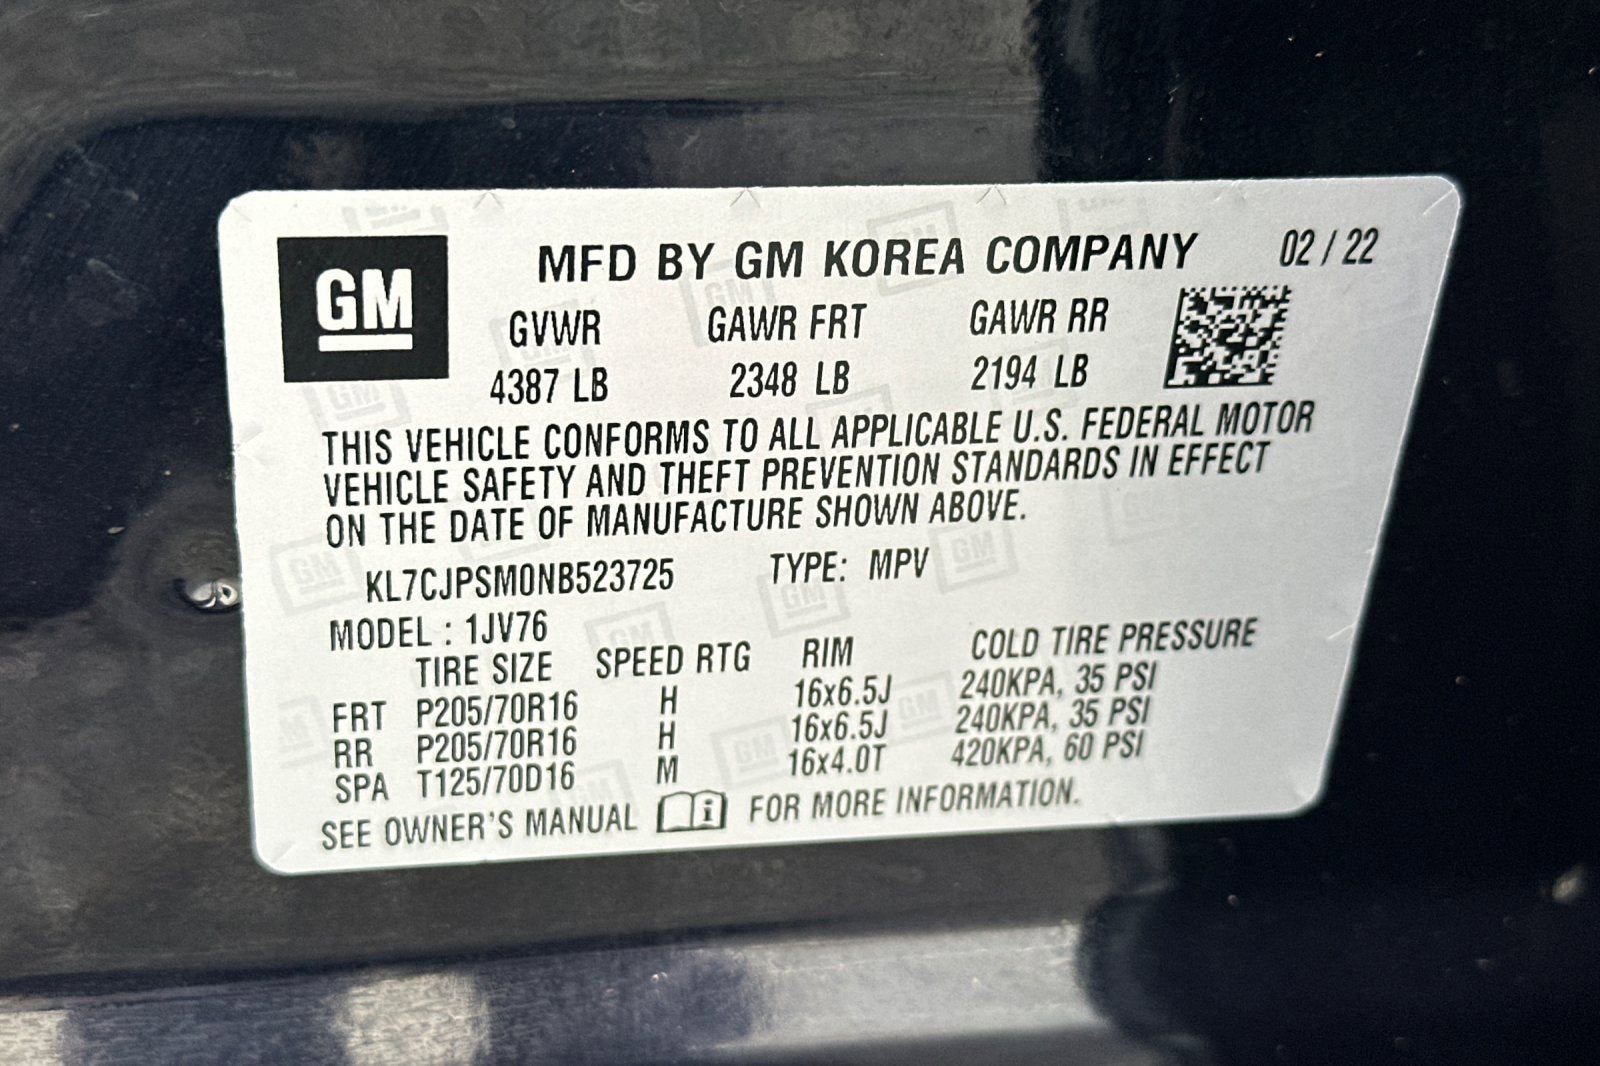 GM
MFD BY GM KOREA COMPANY 02 / 22
GVWR GAWR FRT GAWR RR
4387 LB 2348 LB 2194 LB
THIS VEHICLE CONFORMS TO ALL APPLICABLE U.S. FEDERAL MOTOR
VEHICLE SAFETY AND THEFT PREVENTION STANDARDS IN EFFECT
ON THE DATE OF MANUFACTURE SHOWN ABOVE.
KL7CJPSM0NB523725 TYPE: MPV
MODEL : 1JV76
TIRE SIZE SPEED RTG RIM COLD TIRE PRESSURE
FRT P205/70R16 H 16x6.5J 240KPA, 35 PSI
RR P205/70R16 H 16x6.5J 240KPA, 35 PSI
SPA T125/70D16 M 16x4.0T 420KPA, 60 PSI
SEE OWNER'S MANUAL i FOR MORE INFORMATION.